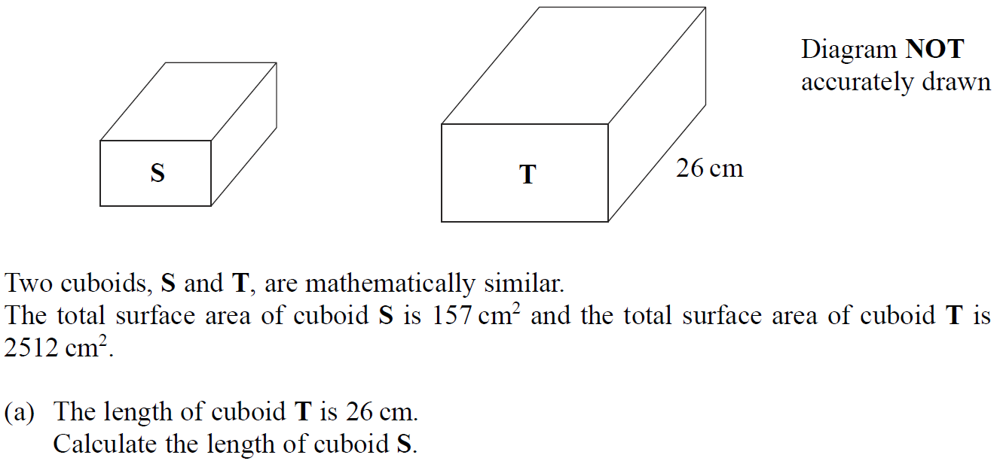 Diagram NOT
accurately drawn
S
T
26 cm
Two cuboids, S and T, are mathematically similar.
The total surface area of cuboid S is 157 cm² and the total surface area of cuboid T is
2512 cm².
(a) The length of cuboid T is 26 cm.
Calculate the length of cuboid S.